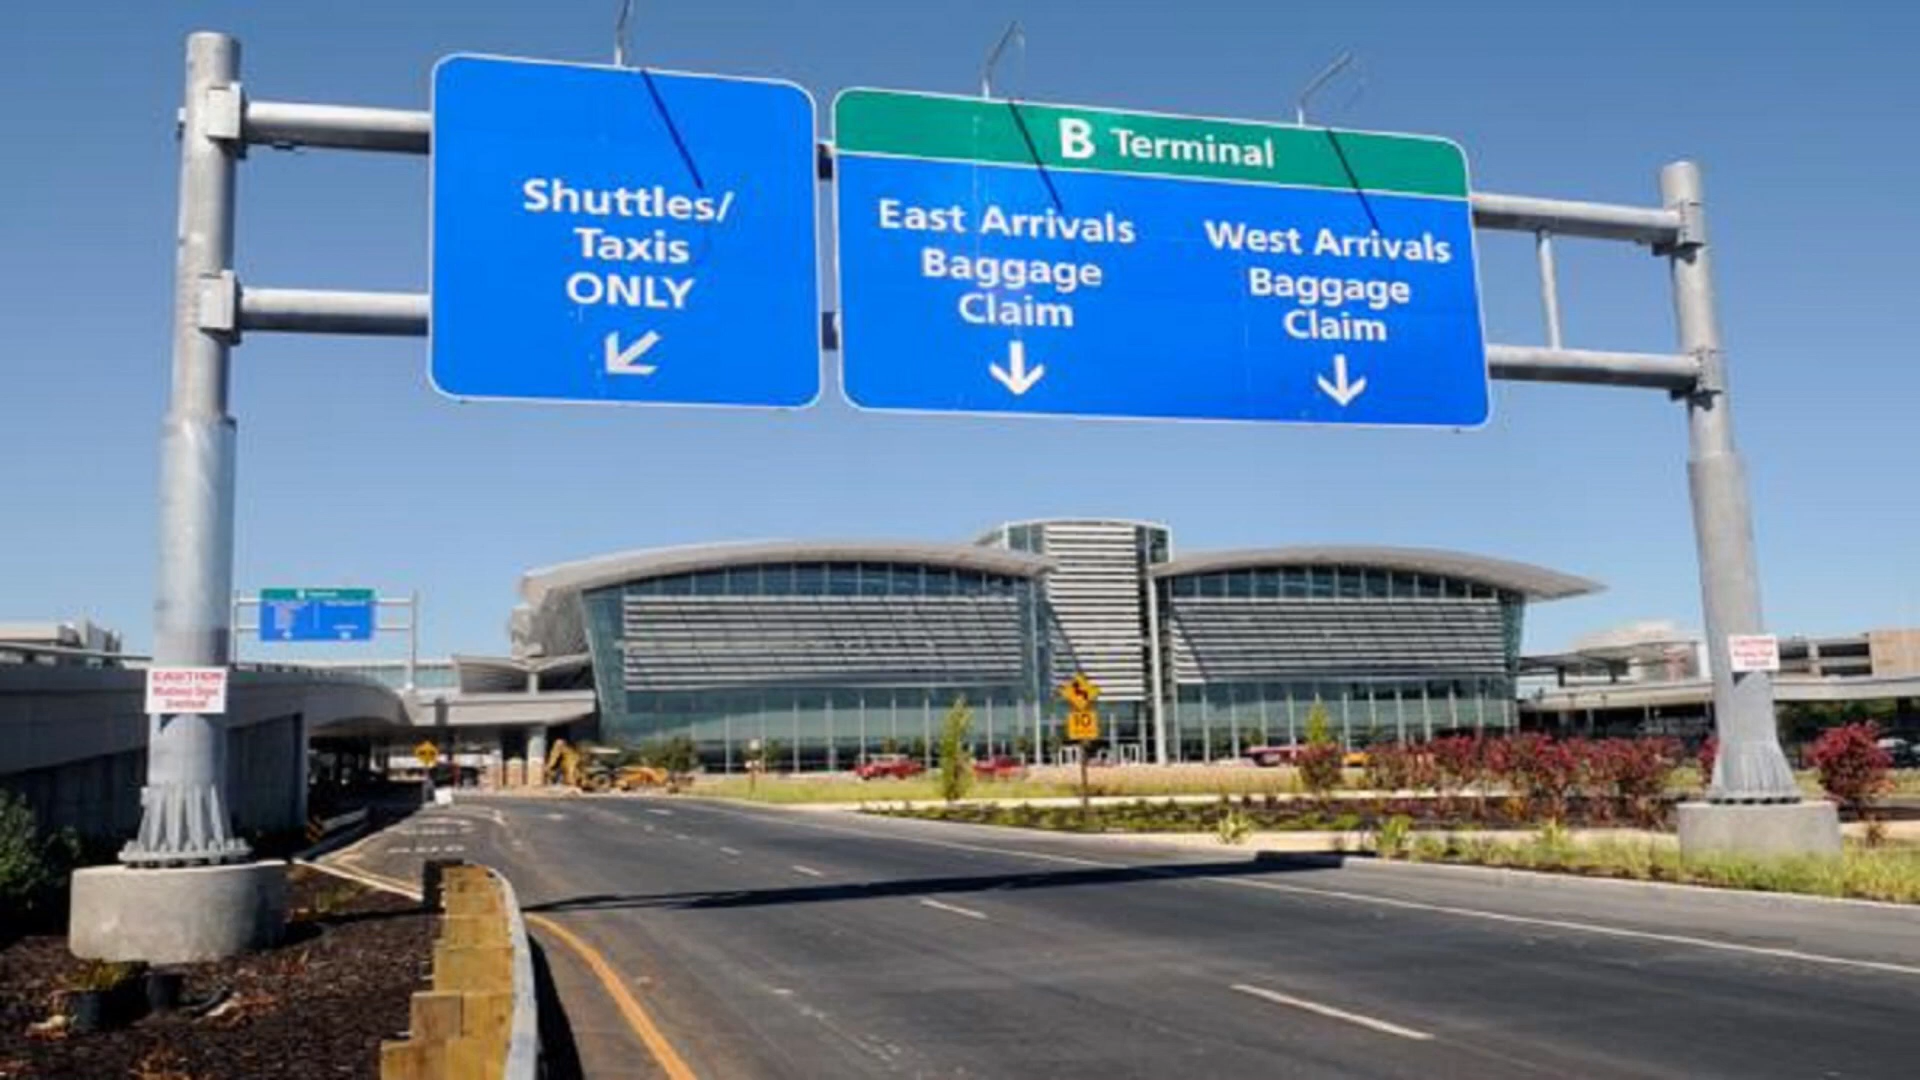 Shuttles/
Taxis
ONLY
B Terminal
East Arrivals
Baggage
Claim
West Arrivals
Baggage
Claim
CAUTION
10